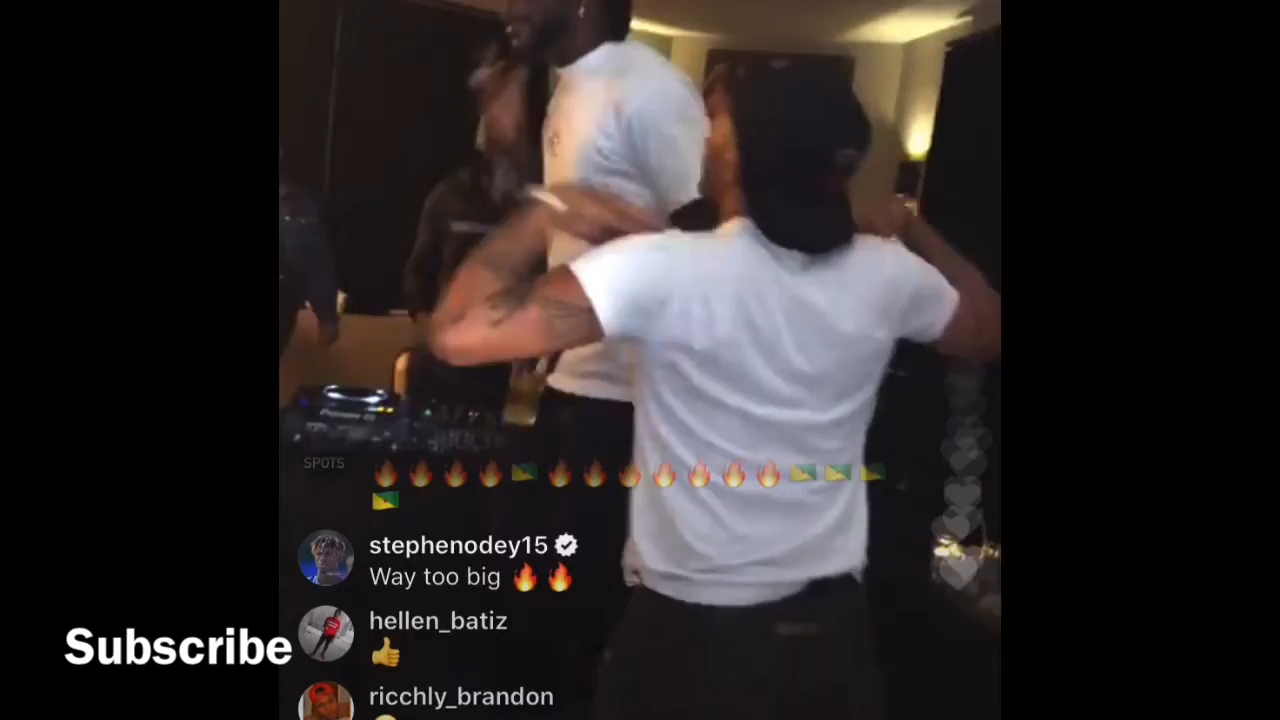 SPOTS
🔥🔥🔥🔥🇬🇫🔥🔥🔥🔥🔥🔥🔥🇬🇫🇬🇫🇬🇫
🇬🇫
stephenodey15
Way too big 🔥🔥
hellen_batiz
👍
Subscribe
ricchly_brandon